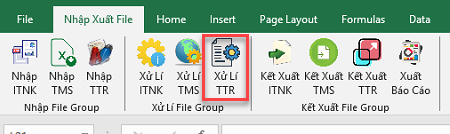 File Nhập Xuất File Home Insert Page Layout Formulas Data
Nhập Nhập Nhập Xử Lí Xử Lí Xử Lí Kết Xuất Kết Xuất Kết Xuất Xuất
ITNK TMS TTR ITNK TMS TTR ITNK TMS TTR Báo Cáo
Nhập File Group Xử Lí File Group Kết Xuất File Group